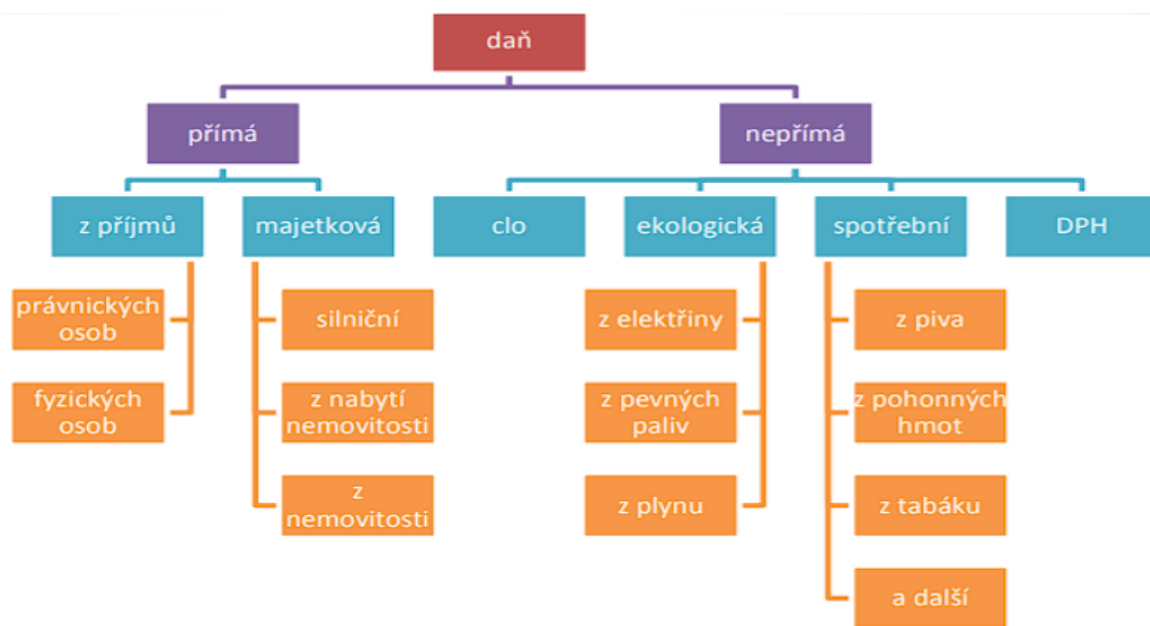 daň
přímá
nepřímá
z příjmů
majetková
clo
ekologická
spotřební
DPH
právnických
osob
fyzických
osob
silniční
z nabytí
nemovitosti
z
nemovitosti
z elektřiny
z pevných
paliv
z plynu
z piva
z pohonných
hmot
z tabáku
a další